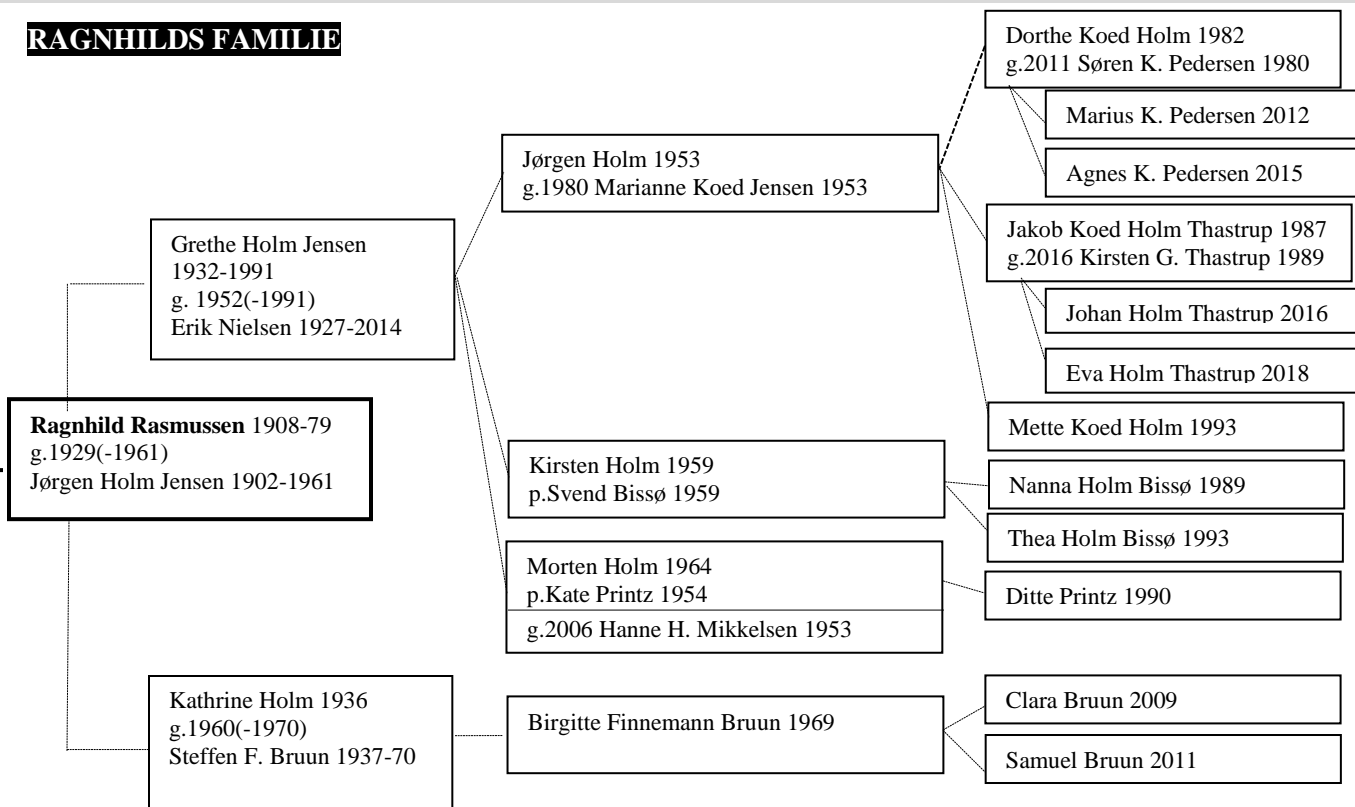 RAGNHILDS FAMILIE
Ragnhild Rasmussen 1908-79
g.1929(-1961)
Jørgen Holm Jensen 1902-1961
Grethe Holm Jensen
1932-1991
g. 1952(-1991)
Erik Nielsen 1927-2014
Jørgen Holm 1953
g.1980 Marianne Koed Jensen 1953
Dorthe Koed Holm 1982
g.2011 Søren K. Pedersen 1980
Marius K. Pedersen 2012
Agnes K. Pedersen 2015
Jakob Koed Holm Thastrup 1987
g.2016 Kirsten G. Thastrup 1989
Johan Holm Thastrup 2016
Eva Holm Thastrup 2018
Mette Koed Holm 1993
Kirsten Holm 1959
p.Svend Bissø 1959
Nanna Holm Bissø 1989
Thea Holm Bissø 1993
Morten Holm 1964
p.Kate Printz 1954
g.2006 Hanne H. Mikkelsen 1953
Ditte Printz 1990
Kathrine Holm 1936
g.1960(-1970)
Steffen F. Bruun 1937-70
Birgitte Finnemann Bruun 1969
Clara Bruun 2009
Samuel Bruun 2011